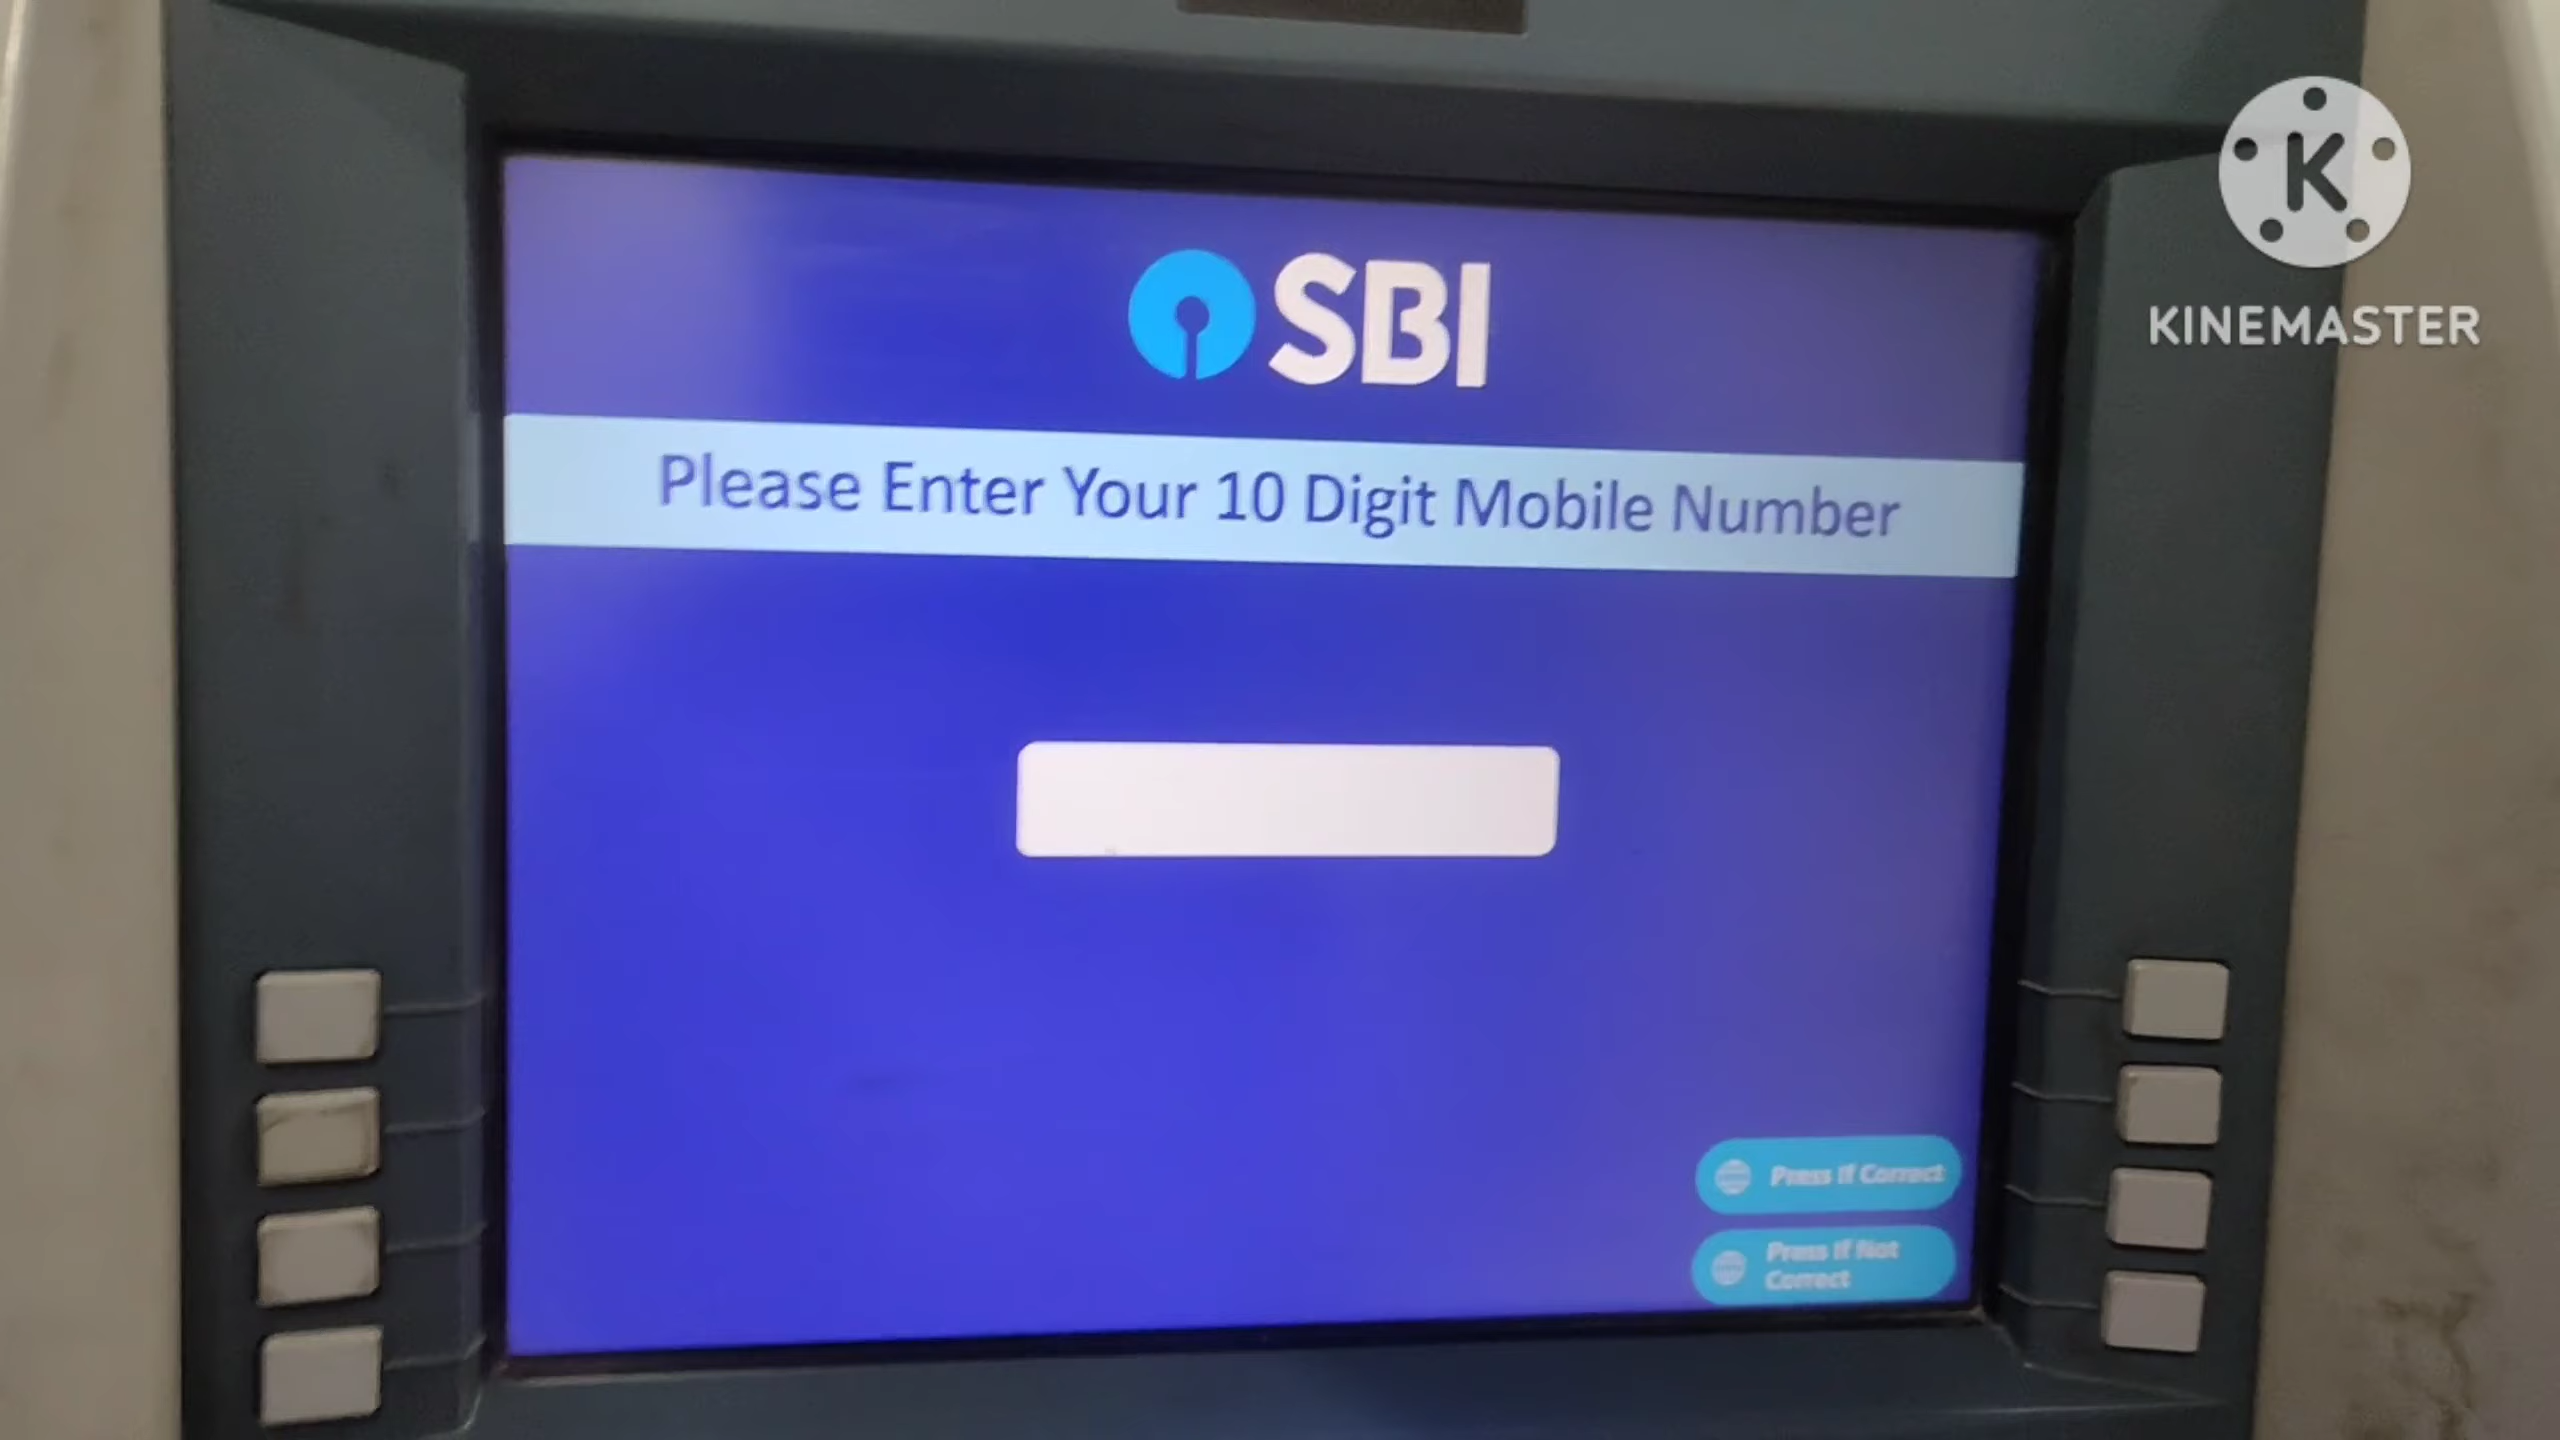 SBI
KINEMASTER
Please Enter Your 10 Digit Mobile Number
Press If Correct
Press If Not
Correct